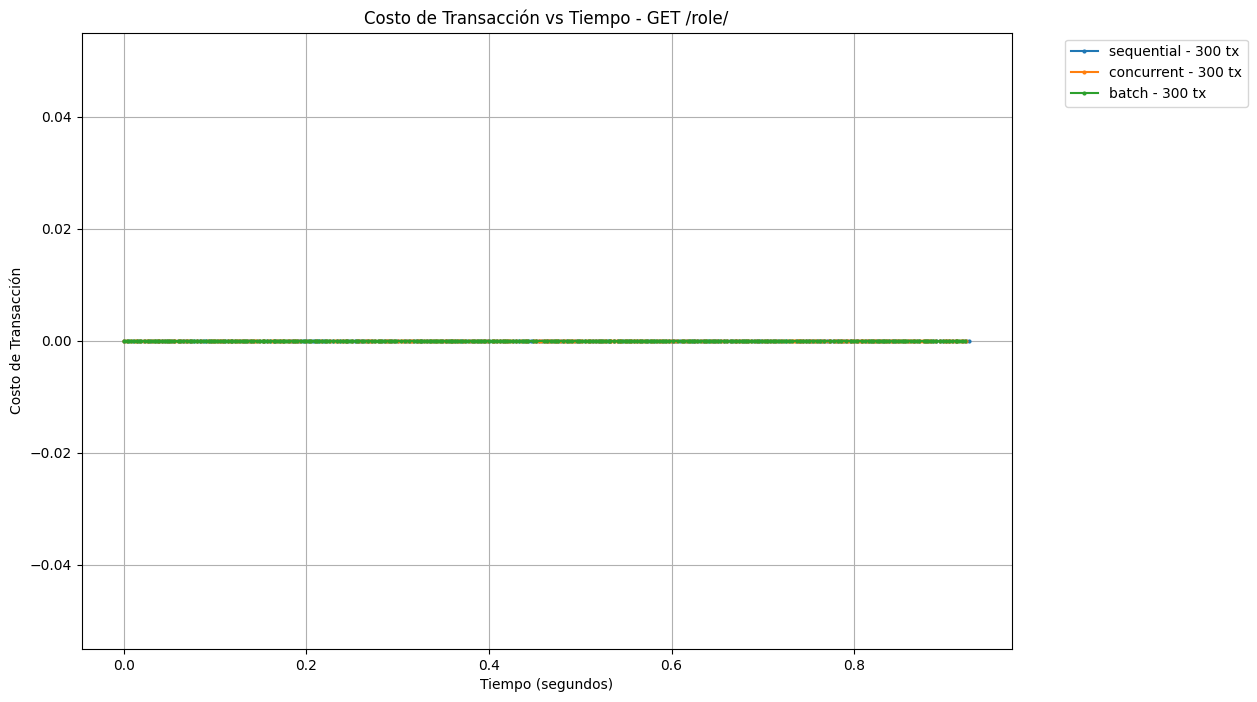 Costo de Transacción vs Tiempo - GET /role/
sequential - 300 tx
concurrent - 300 tx
batch - 300 tx
Costo de Transacción
0.04
0.02
0.00
−0.02
−0.04
0.0
0.2
0.4
0.6
0.8
Tiempo (segundos)